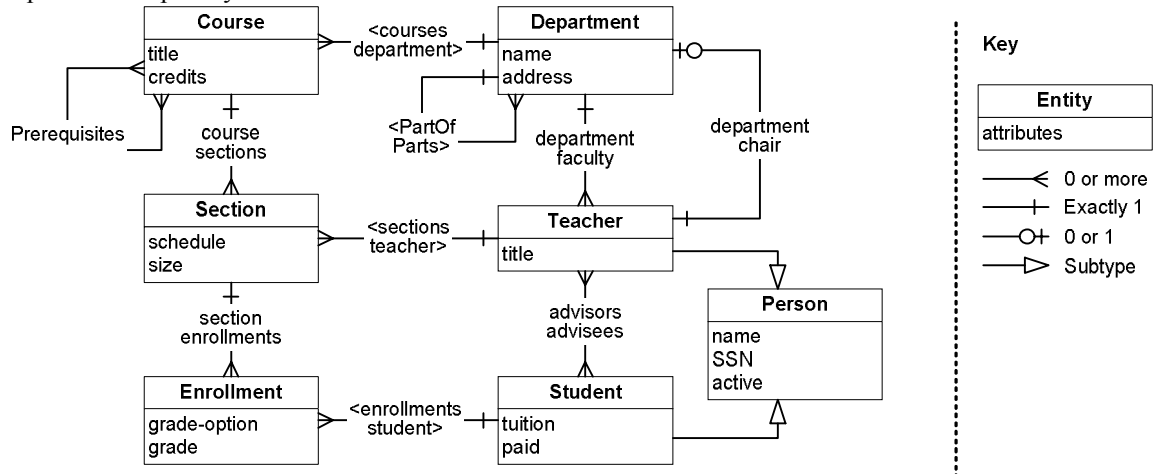 Course
title
credits
<courses
department>
Department
name
address
Key
Entity
attributes
Prerequisites
course
sections
<PartOf
Parts>
department
faculty
department
chair
0 or more
Exactly 1
0 or 1
Subtype
Section
schedule
size
<sections
teacher>
Teacher
title
Person
name
SSN
active
section
enrollments
advisors
advisees
Enrollment
grade-option
grade
<enrollments
student>
Student
tuition
paid